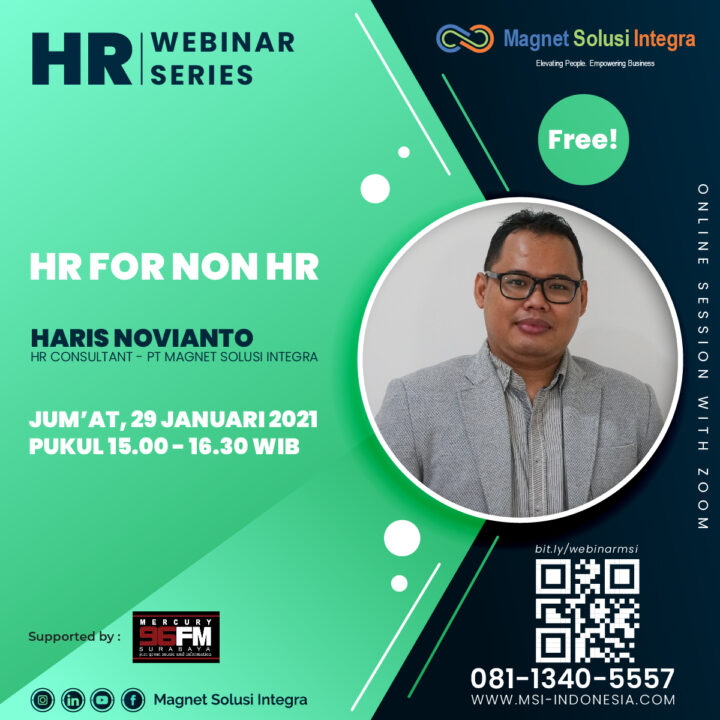 HR WEBINAR
SERIES
Magnet Solusi Integra
Elevating People. Empowering Business
Free!
ONLINE SESSION WITH ZOOM
HR FOR NON HR
HARIS NOVIANTO
HR CONSULTANT - PT MAGNET SOLUSI INTEGRA
JUM'AT, 29 JANUARI 2021
PUKUL 15.00 - 16.30 WIB
bit.ly/webinarmsi
Supported by :
MERCURY
96FM
SURABAYA
081-1340-5557
WWW.MSI-INDONESIA.COM
Magnet Solusi Integra